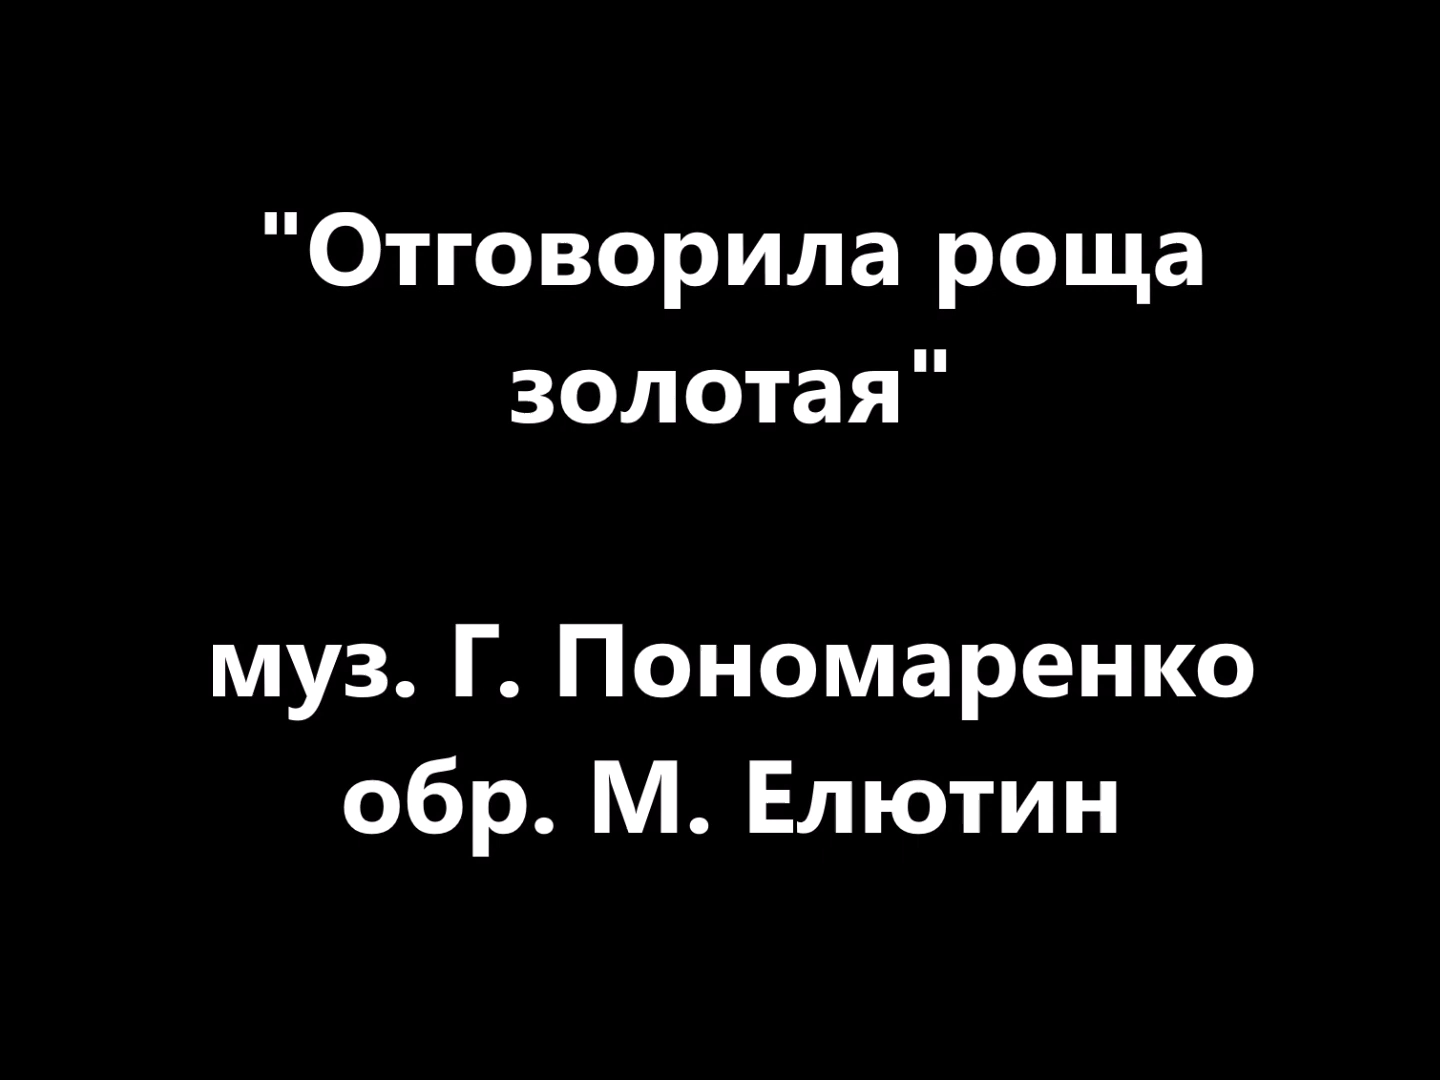 "Отговорила роща
золотая"
муз. Г. Пономаренко
обр. М. Елютин